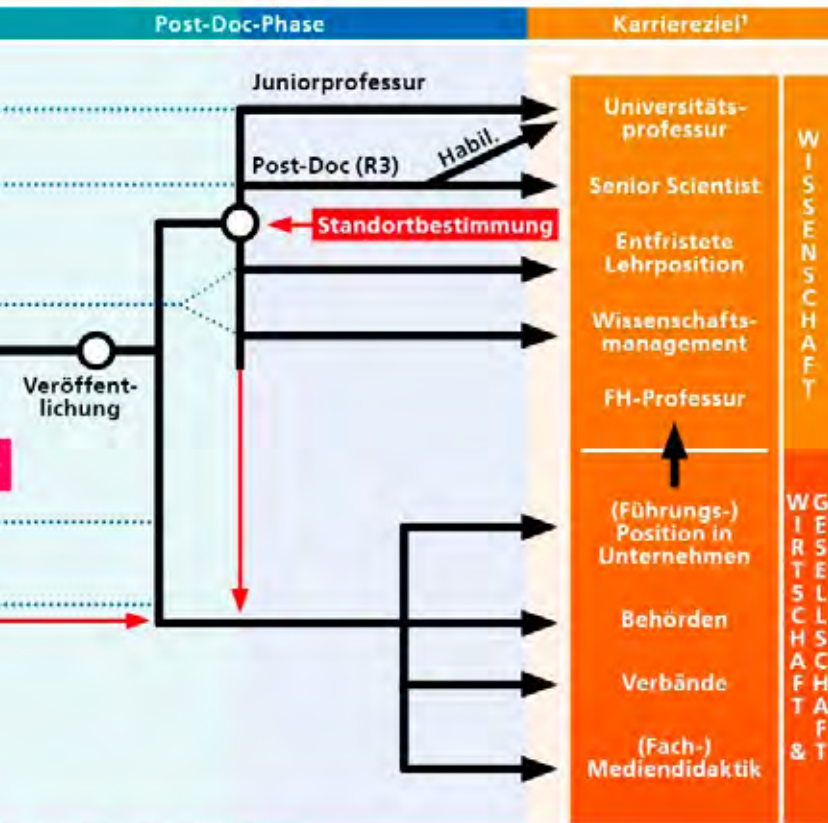 Post-Doc-Phase
Karriereziel¹
Juniorprofessur
Habil.
Post-Doc (R3)
Standortbestimmung
Veröffent-
lichung
Universitäts-
professur
Senior Scientist
Entfristete
Lehrposition
Wissenschafts-
management
FH-Professur
(Führungs-)
Position in
Unternehmen
Behörden
Verbände
(Fach-)
Mediendidaktik
WISSENSCHAFT
WIRTSCHAFT &
GESELLSCHAFT